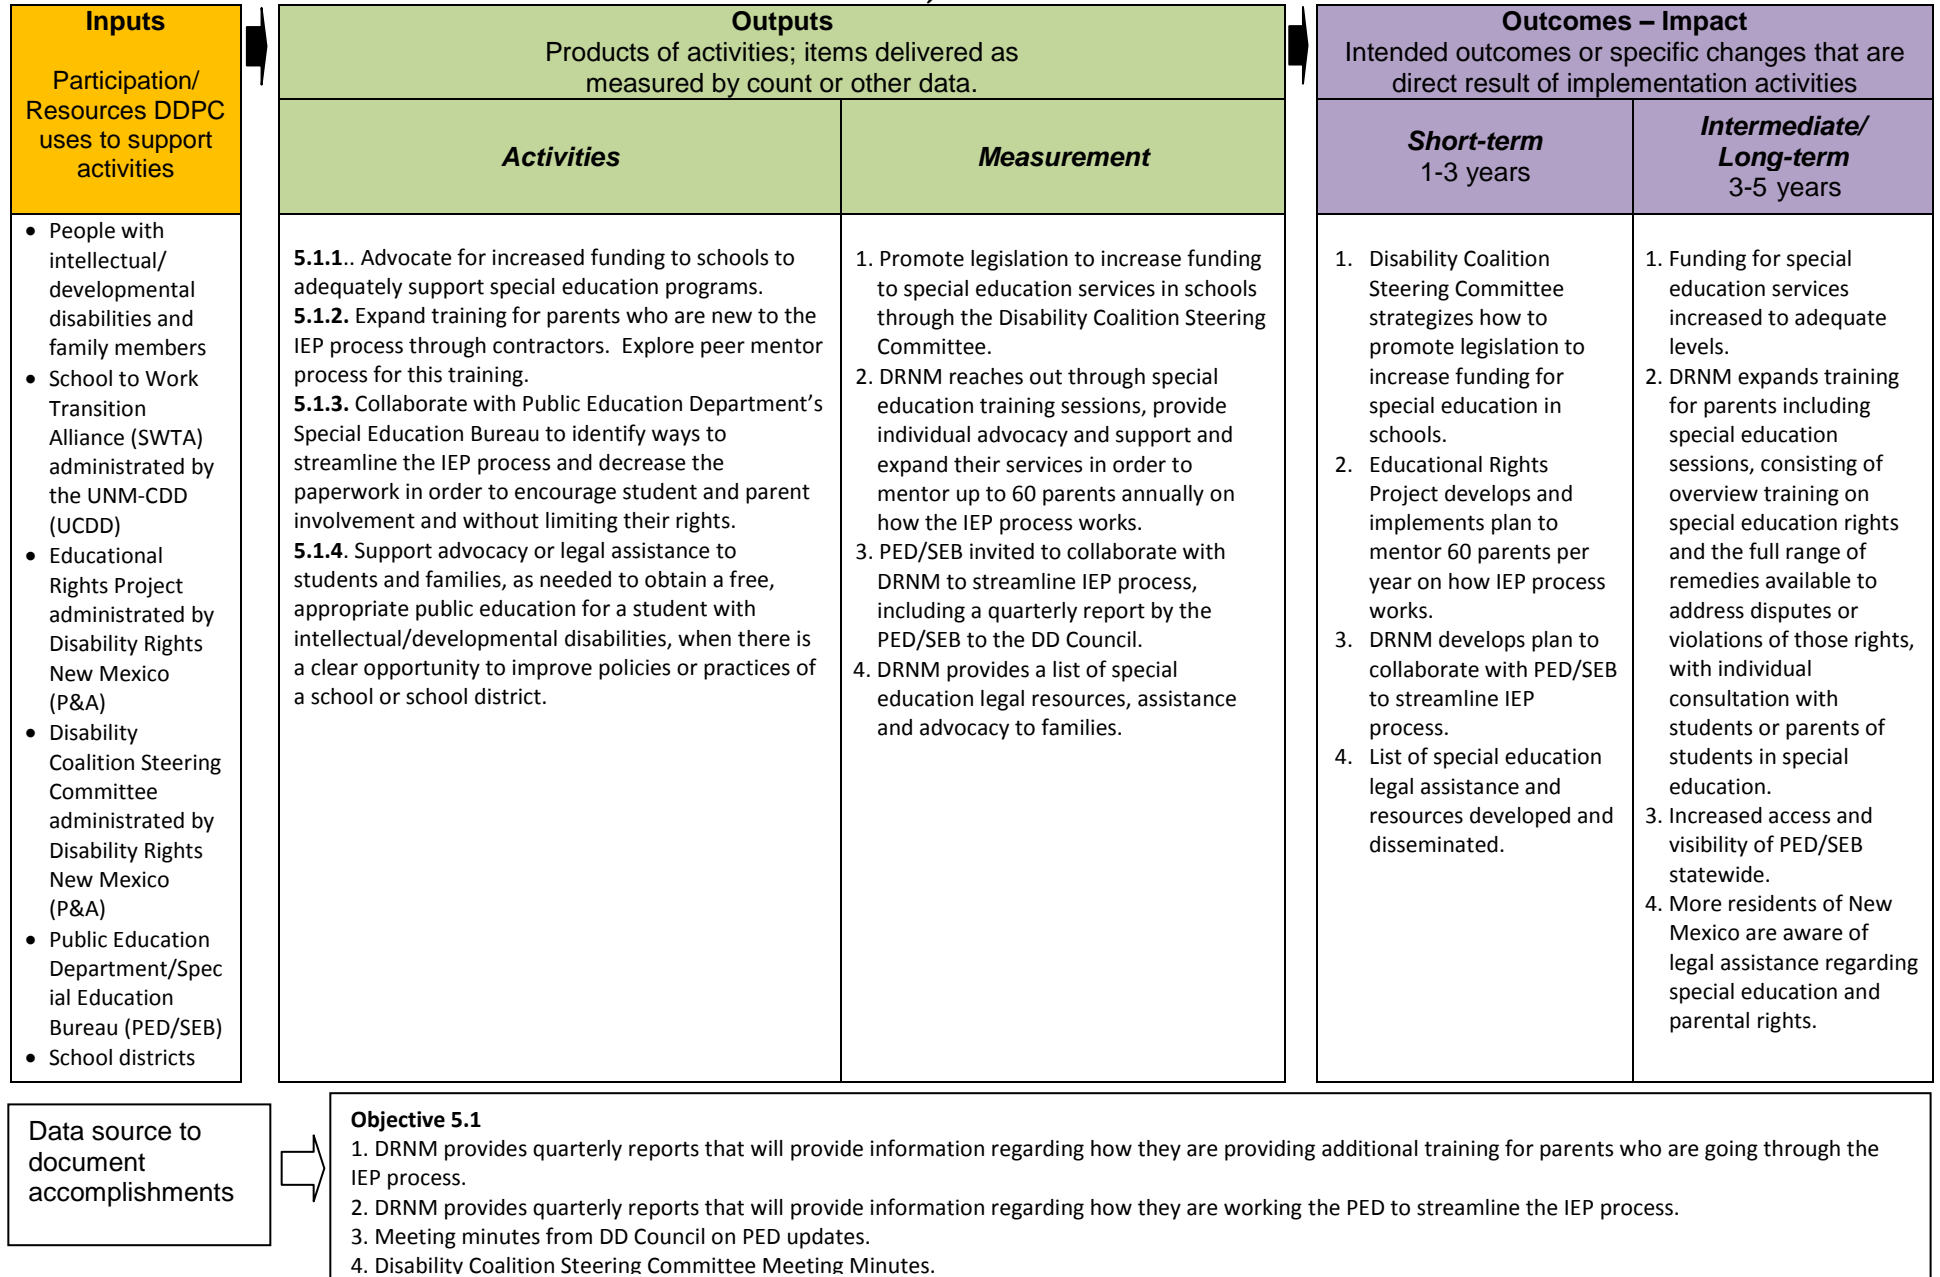 Inputs
Participation/
Resources DDPC
uses to support
activities
Outputs
Products of activities; items delivered as
measured by count or other data.
Outcomes – Impact
Intended outcomes or specific changes that are
direct result of implementation activities
Activities
Measurement
Short-term
1-3 years
Intermediate/
Long-term
3-5 years
• People with
intellectual/
developmental
disabilities and
family members
• School to Work
Transition
Alliance (SWTA)
administrated by
the UNM-CDD
(UCDD)
• Educational
Rights Project
administrated by
Disability Rights
New Mexico
(P&A)
• Disability
Coalition Steering
Committee
administrated by
Disability Rights
New Mexico
(P&A)
• Public Education
Department/Spec
ial Education
Bureau (PED/SEB)
• School districts
5.1.1.. Advocate for increased funding to schools to
adequately support special education programs.
5.1.2. Expand training for parents who are new to the
IEP process through contractors.  Explore peer mentor
process for this training.
5.1.3. Collaborate with Public Education Department’s
Special Education Bureau to identify ways to
streamline the IEP process and decrease the
paperwork in order to encourage student and parent
involvement and without limiting their rights.
5.1.4. Support advocacy or legal assistance to
students and families, as needed to obtain a free,
appropriate public education for a student with
intellectual/developmental disabilities, when there is
a clear opportunity to improve policies or practices of
a school or school district.
1. Promote legislation to increase funding
to special education services in schools
through the Disability Coalition Steering
Committee.
2. DRNM reaches out through special
education training sessions, provide
individual advocacy and support and
expand their services in order to
mentor up to 60 parents annually on
how the IEP process works.
3. PED/SEB invited to collaborate with
DRNM to streamline IEP process,
including a quarterly report by the
PED/SEB to the DD Council.
4. DRNM provides a list of special
education legal resources, assistance
and advocacy to families.
1. Disability Coalition
Steering Committee
strategizes how to
promote legislation to
increase funding for
special education in
schools.
2. Educational Rights
Project develops and
implements plan to
mentor 60 parents per
year on how IEP process
works.
3. DRNM develops plan to
collaborate with PED/SEB
to streamline IEP
process.
4. List of special education
legal assistance and
resources developed and
disseminated.
1. Funding for special
education services
increased to adequate
levels.
2. DRNM expands training
for parents including
special education
sessions, consisting of
overview training on
special education rights
and the full range of
remedies available to
address disputes or
violations of those rights,
with individual
consultation with
students or parents of
students in special
education.
3. Increased access and
visibility of PED/SEB
statewide.
4. More residents of New
Mexico are aware of
legal assistance regarding
special education and
parental rights.
Data source to
document
accomplishments
Objective 5.1
1. DRNM provides quarterly reports that will provide information regarding how they are providing additional training for parents who are going through the
IEP process.
2. DRNM provides quarterly reports that will provide information regarding how they are working the PED to streamline the IEP process.
3. Meeting minutes from DD Council on PED updates.
4. Disability Coalition Steering Committee Meeting Minutes.